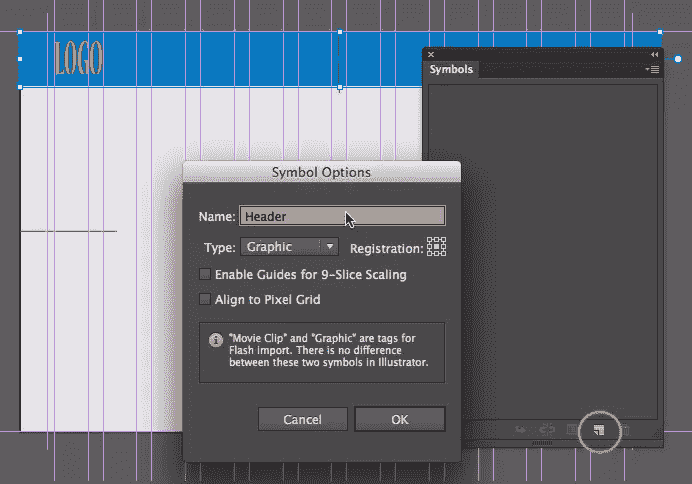 LOGO
Symbols
Symbol Options
Name: Header
Type: Graphic Registration:
Enable Guides for 9-Slice Scaling
Align to Pixel Grid
"Movie Clip" and "Graphic" are tags for
Flash import. There is no difference
between these two symbols in Illustrator.
Cancel OK